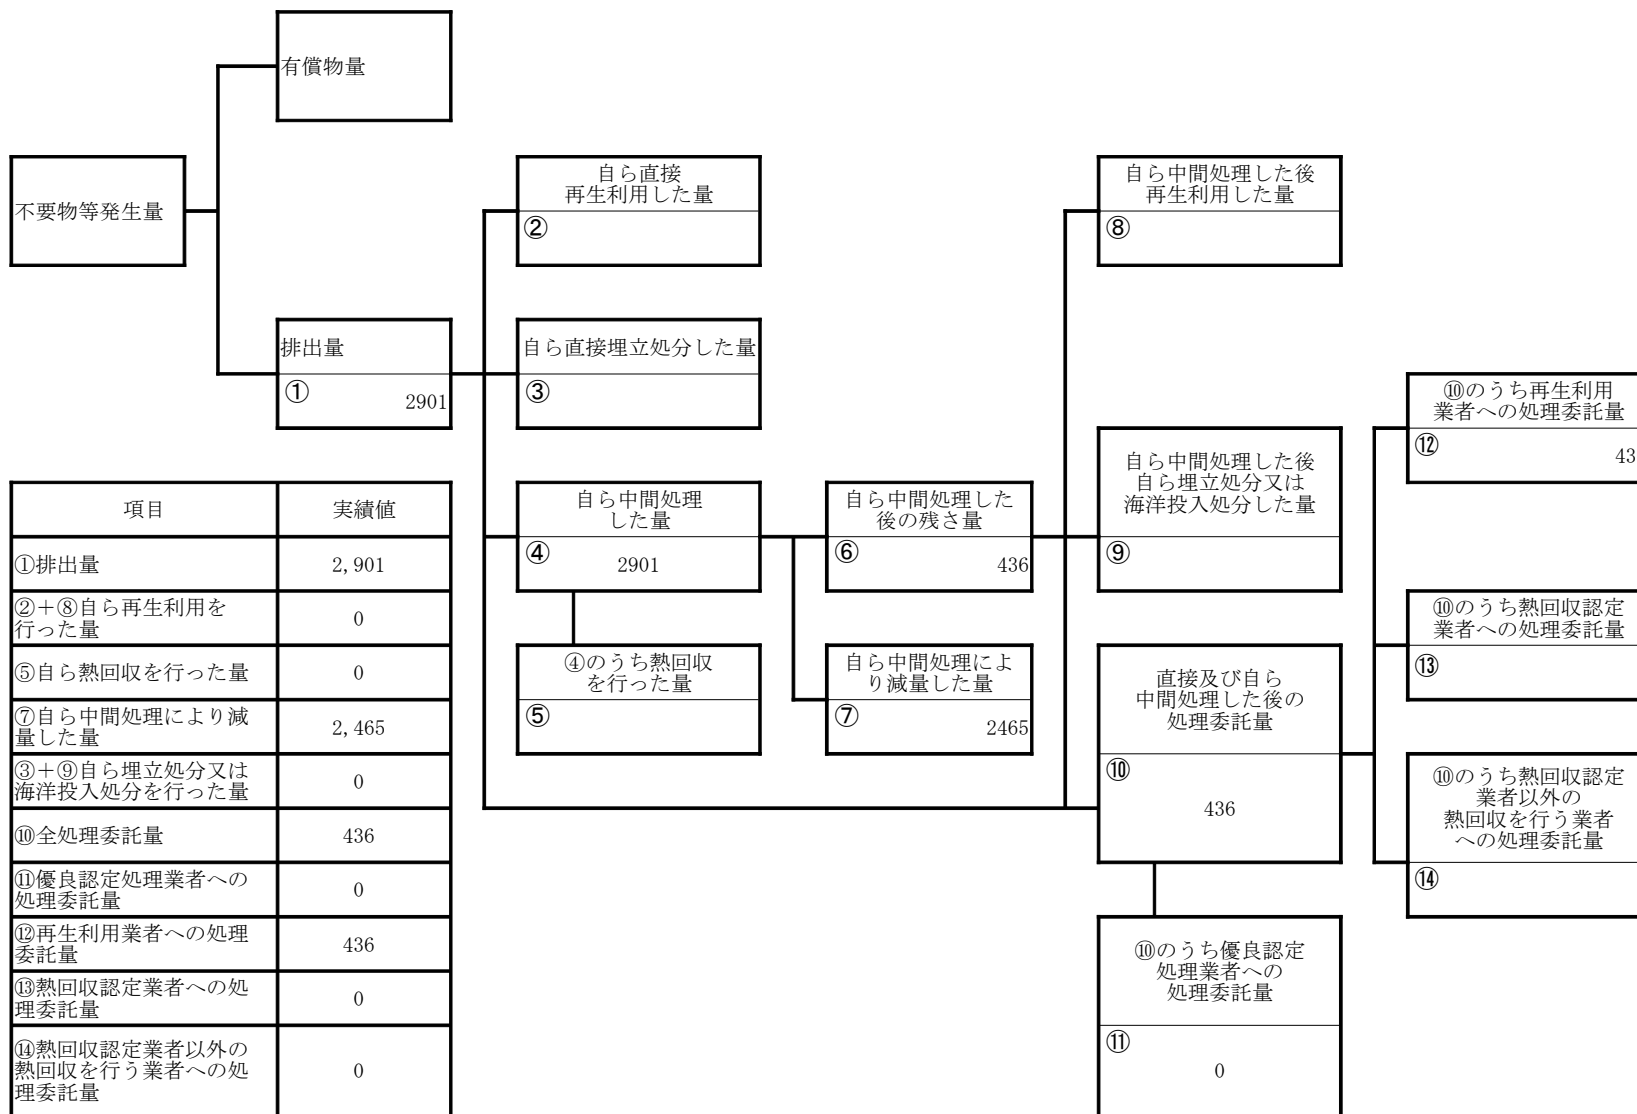 有償物量
不要物等発生量
自ら直接
再生利用した量
②
自ら中間処理した後
再生利用した量
⑧
排出量
①
2901
自ら直接埋立処分した量
③
⑩のうち再生利用
業者への処理委託量
⑫
43
自ら中間処理した後
自ら埋立処分又は
海洋投入処分した量
⑨
自ら中間処理
した量
④
2901
自ら中間処理した
後の残さ量
⑥
436
⑩のうち熱回収認定
業者への処理委託量
⑬
④のうち熱回収
を行った量
⑤
自ら中間処理によ
り減量した量
⑦
2465
直接及び自ら
中間処理した後の
処理委託量
⑩
436
⑩のうち熱回収認定
業者以外の
熱回収を行う業者
への処理委託量
⑭
⑩のうち優良認定
処理業者への
処理委託量
⑪
0
項目 実績値
①排出量 2,901
②+⑧自ら再生利用を
行った量 0
⑤自ら熱回収を行った量 0
⑦自ら中間処理により減
量した量 2,465
③+⑨自ら埋立処分又は
海洋投入処分を行った量 0
⑩全処理委託量 436
⑪優良認定処理業者への
処理委託量 0
⑫再生利用業者への処理
委託量 436
⑬熱回収認定業者への処
理委託量 0
⑭熱回収認定業者以外の
熱回収を行う業者への処
理委託量 0